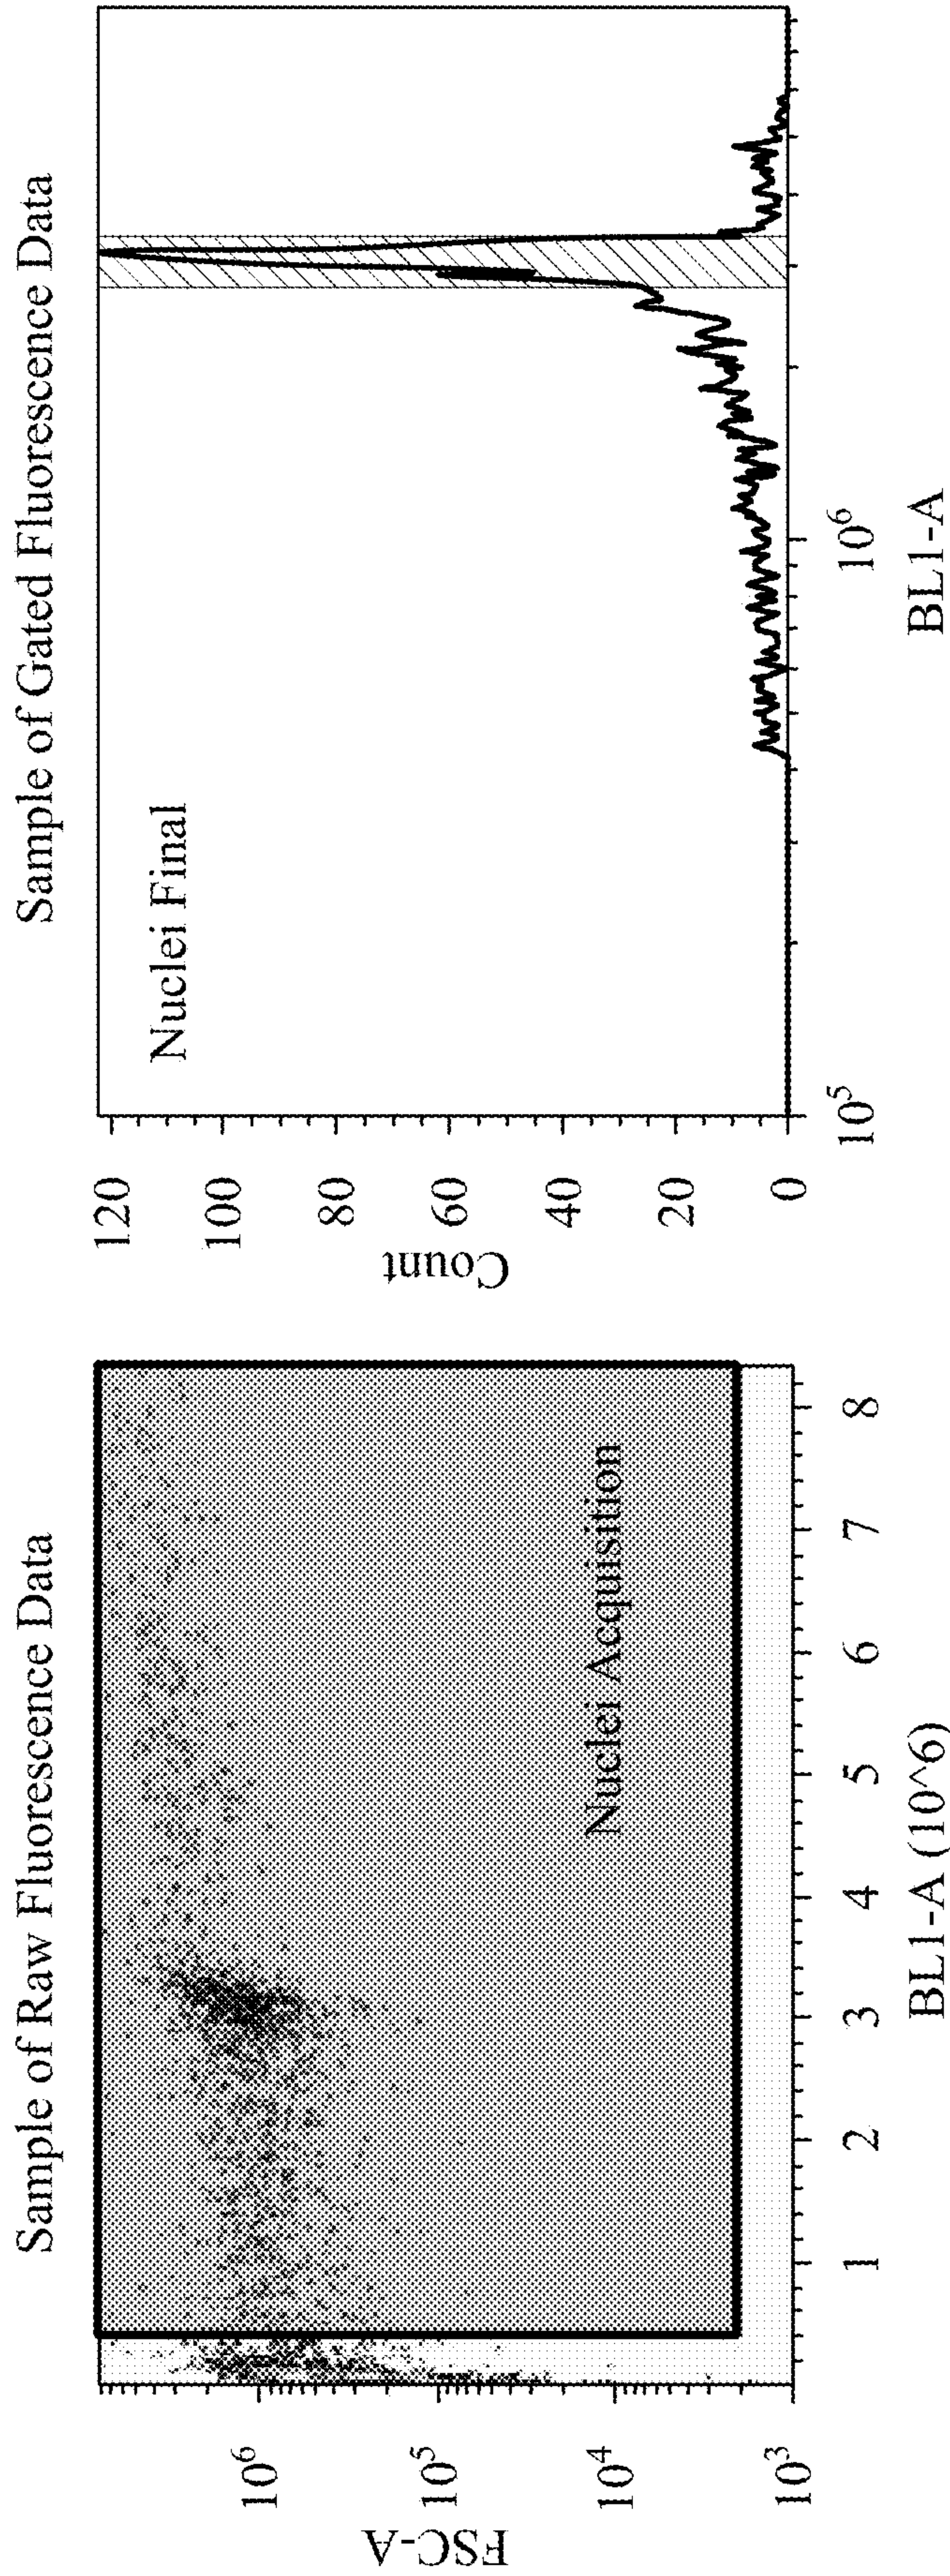 Sample of Raw Fluorescence Data
FSC-A
10^6
10^5
10^4
10^3
Nuclei Acquisition
1 2 3 4 5 6 7 8
BL1-A (10^6)
Sample of Gated Fluorescence Data
Count
120
100
80
60
40
20
0
Nuclei Final
10^5 10^6
BL1-A